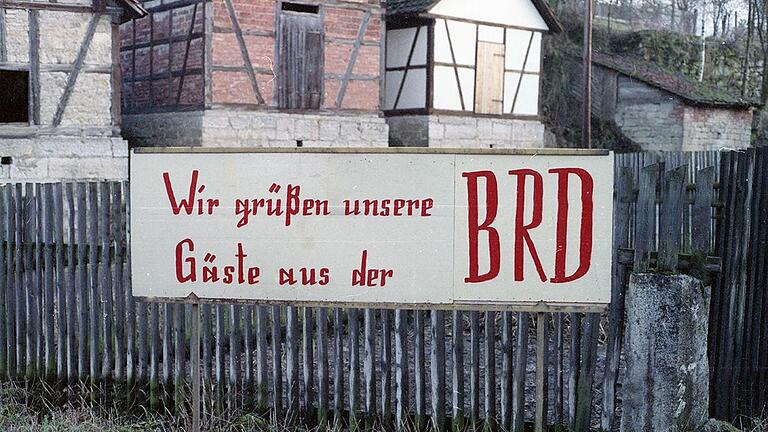 Wir grüßen unsere
Gäste aus der BRD